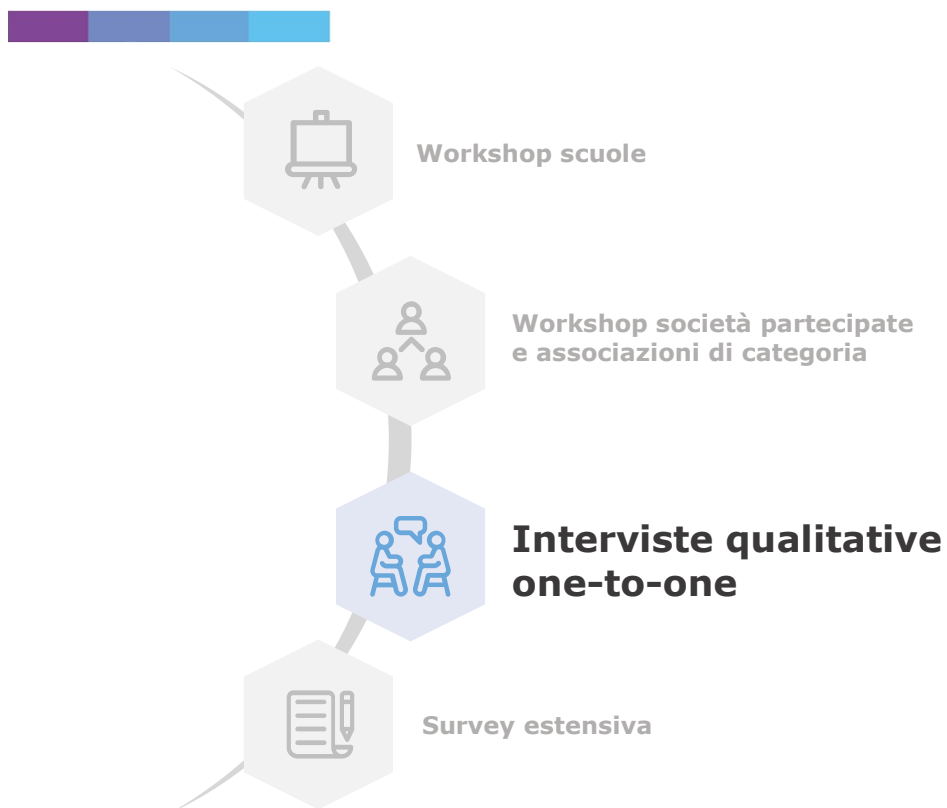 Workshop scuole
Workshop società partecipate
e associazioni di categoria
Interviste qualitative
one-to-one
Survey estensiva